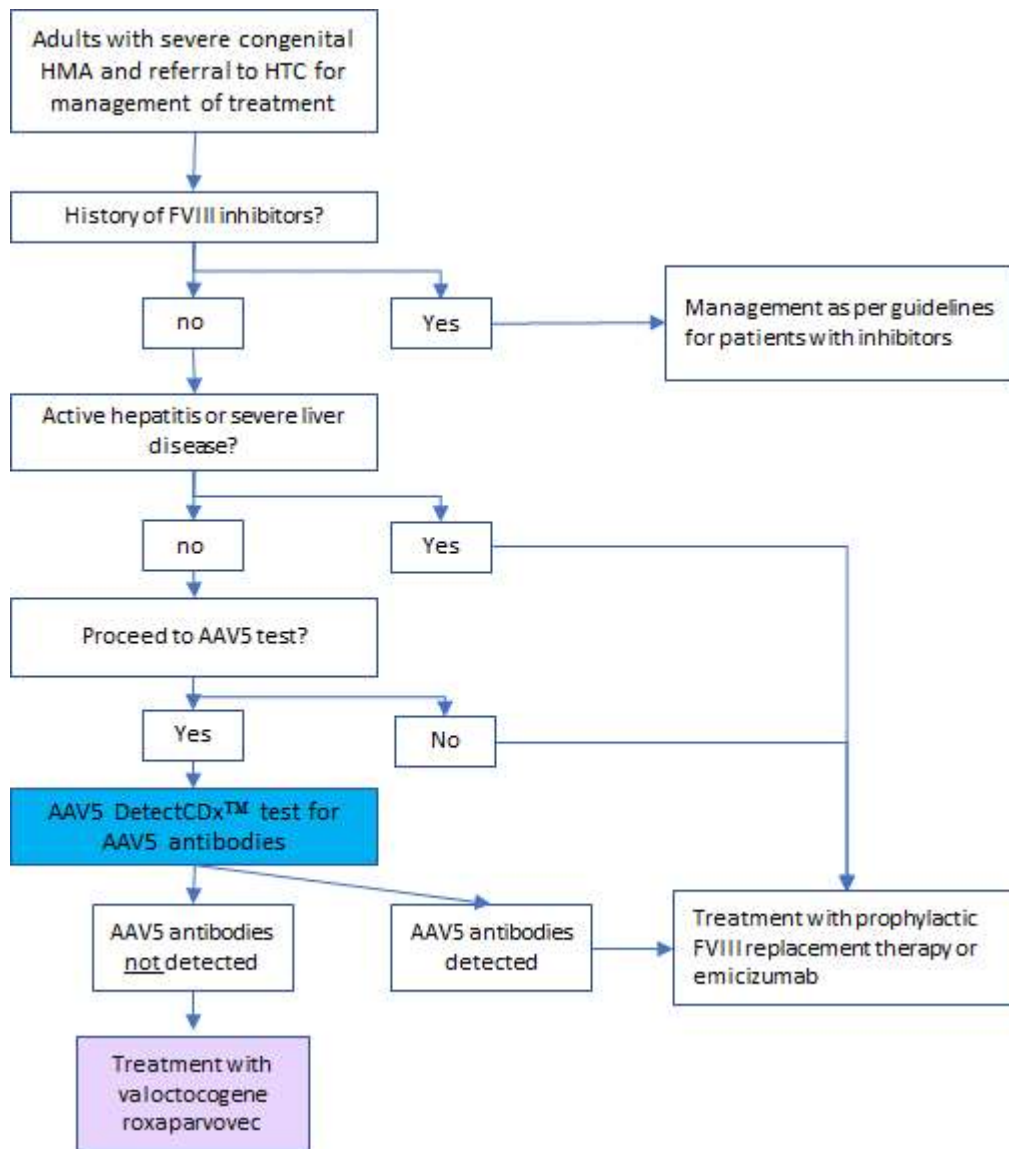 Adults with severe congenital
HMA and referral to HTC for
management of treatment
History of FVIII inhibitors?
no
Yes
Management as per guidelines
for patients with inhibitors
Active hepatitis or severe liver
disease?
no
Yes
Proceed to AAV5 test?
Yes
No
AAV5 DetectCDx™ test for
AAV5 antibodies
AAV5 antibodies
not detected
AAV5 antibodies
detected
Treatment with prophylactic
FVIII replacement therapy or
emicizumab
Treatment with
valoctocogene
roxaparvovec